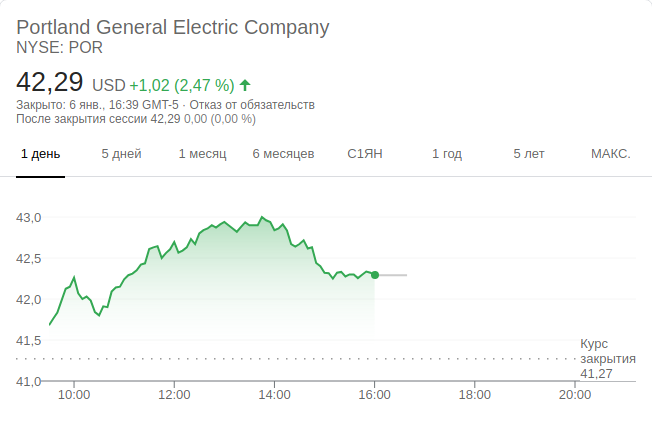 Portland General Electric Company
NYSE: POR
42,29 USD +1,02 (2,47 %)
Закрыто: 6 янв., 16:39 GMT-5 · Отказ от обязательств
После закрытия сессии 42,29 0,00 (0,00 %)
1 день 5 дней 1 месяц 6 месяцев С1ЯН 1 год 5 лет МАКС.
43,0
42,5
42,0
41,5
41,0
Курс
закрытия
41,27
10:00 12:00 14:00 16:00 18:00 20:00